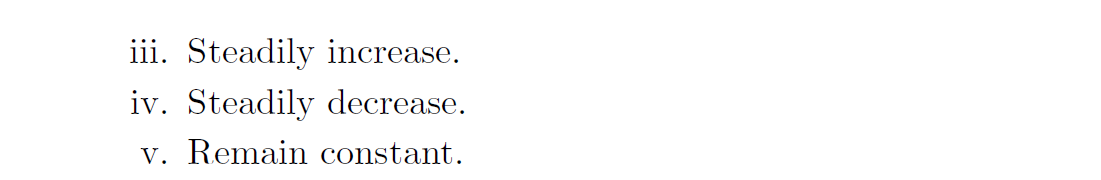 iii. Steadily increase.
iv. Steadily decrease.
v. Remain constant.